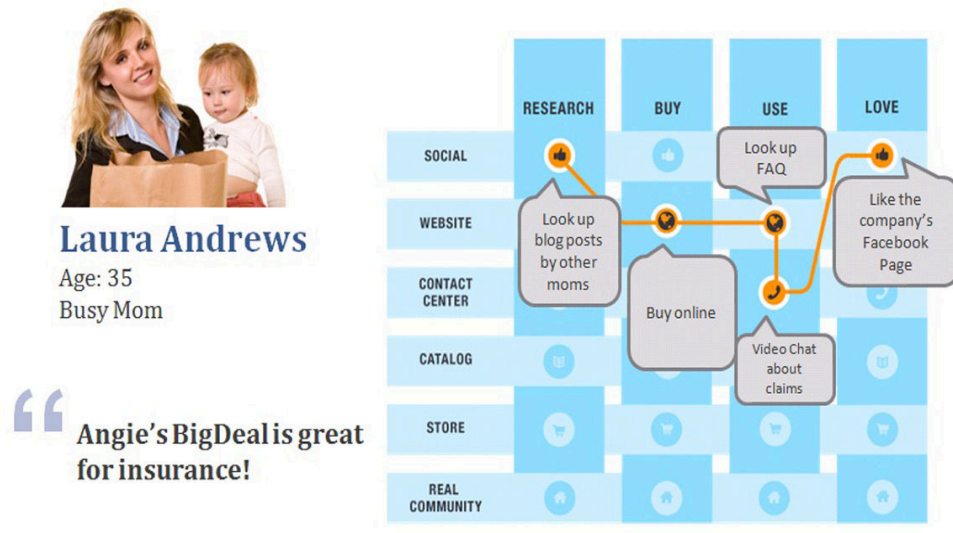 RESEARCH
BUY
USE
LOVE
SOCIAL
Look up
FAQ
Like the
company's
Facebook
Page
WEBSITE
Look up
blog posts
by other
moms
Laura Andrews
Age: 35
Busy Mom
CONTACT
CENTER
Buy online
Video Chat
about
claims
CATALOG
“
Angie's BigDeal is great
for insurance!
STORE
REAL
COMMUNITY